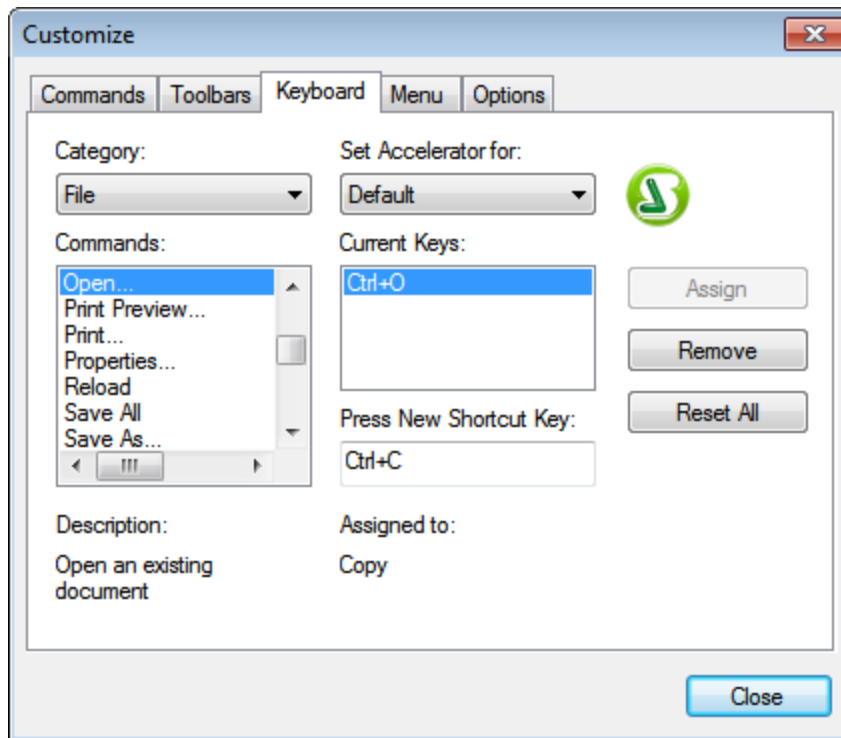 Customize
Commands Toolbars Keyboard Menu Options
Category:
Set Accelerator for:
File
Default
Commands:
Current Keys:
Open...
Print Preview...
Print...
Properties...
Reload
Save All
Save As...
Ctrl+O
Assign
Remove
Reset All
Press New Shortcut Key:
Ctrl+C
Description:
Open an existing
document
Assigned to:
Copy
Close